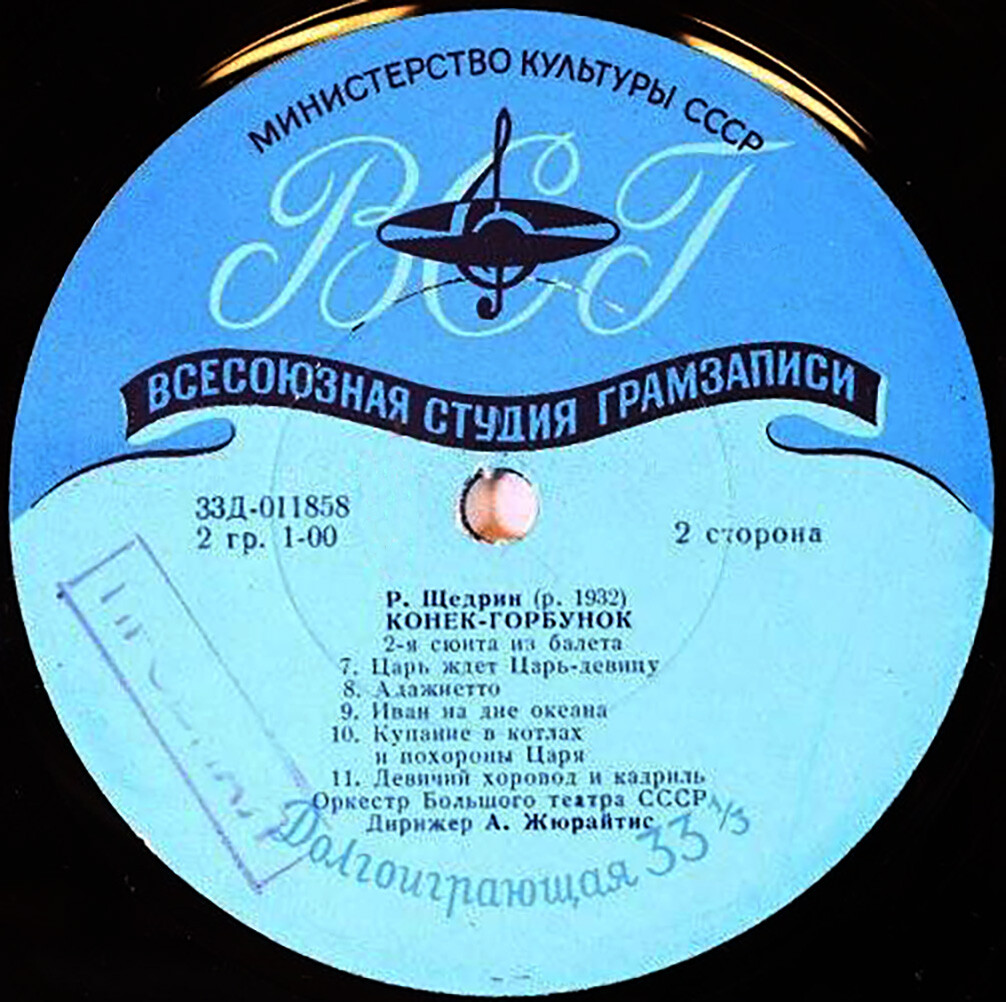 МИНИСТЕРСТВО КУЛЬТУРЫ СССР
ВСГ
ВСЕСОЮЗНАЯ СТУДИЯ ГРАМЗАПИСИ
33Д-011858
2 гр. 1-00
2 сторона
Р. Щедрин (р. 1932)
КОНЕК-ГОРБУНОК
2-я сюита из балета
7. Царь ждет Царь-девицу
8. Адажиетто
9. Иван на дне океана
10. Купание в котлах
и похороны Царя
11. Девичий хоровод и кадриль
Оркестр Большого театра СССР
Дирижер А. Жюрайтис
Долгоиграющая 33 1/3